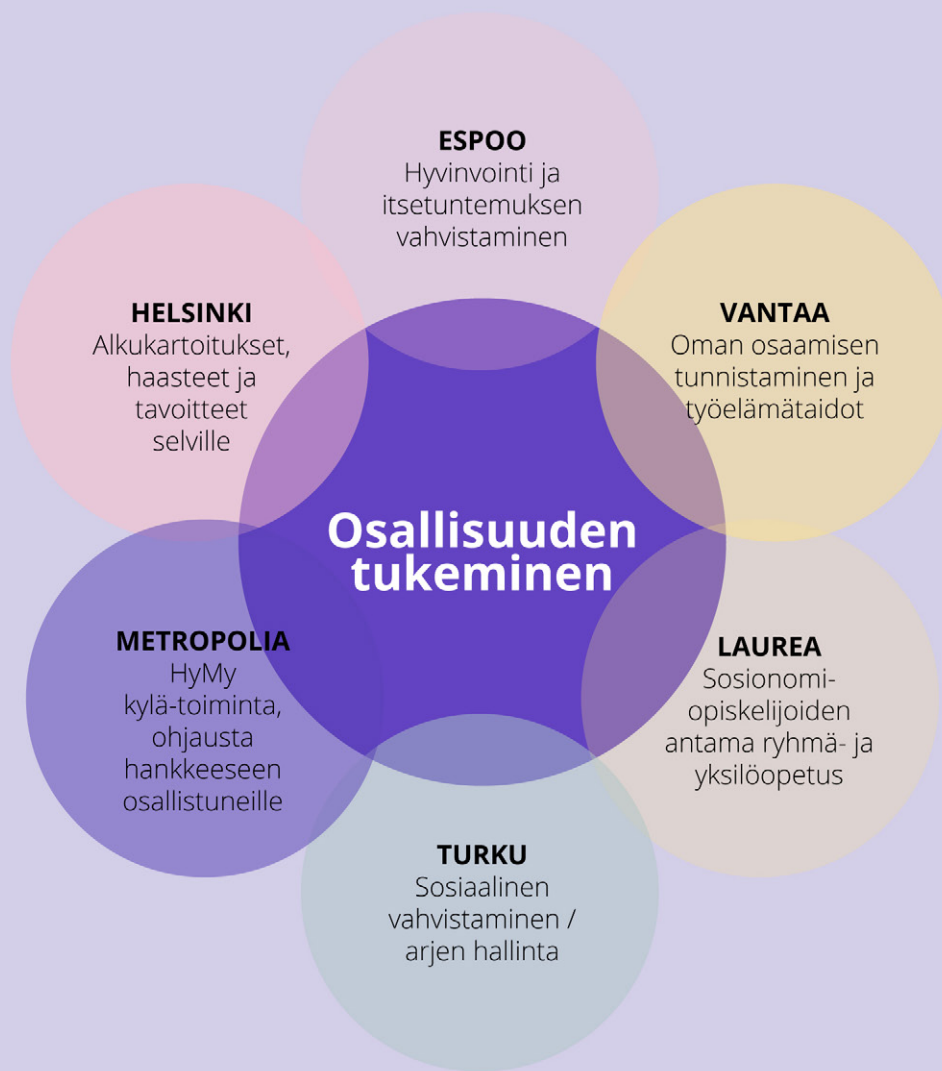 ESPOO
Hyvinvointi ja
itsetuntemuksen
vahvistaminen
HELSINKI
Alkukartoitukset,
haasteet ja
tavoitteet
selville
VANTAA
Oman osaamisen
tunnistaminen ja
työelämätaidot
Osallisuuden
tukeminen
METROPOLIA
HyMy
kylä-toiminta,
ohjausta
hankkeeseen
osallistuneille
LAUREA
Sosionomi-
opiskelijoiden
antama ryhmä- ja
yksilöopetus
TURKU
Sosiaalinen
vahvistaminen /
arjen hallinta